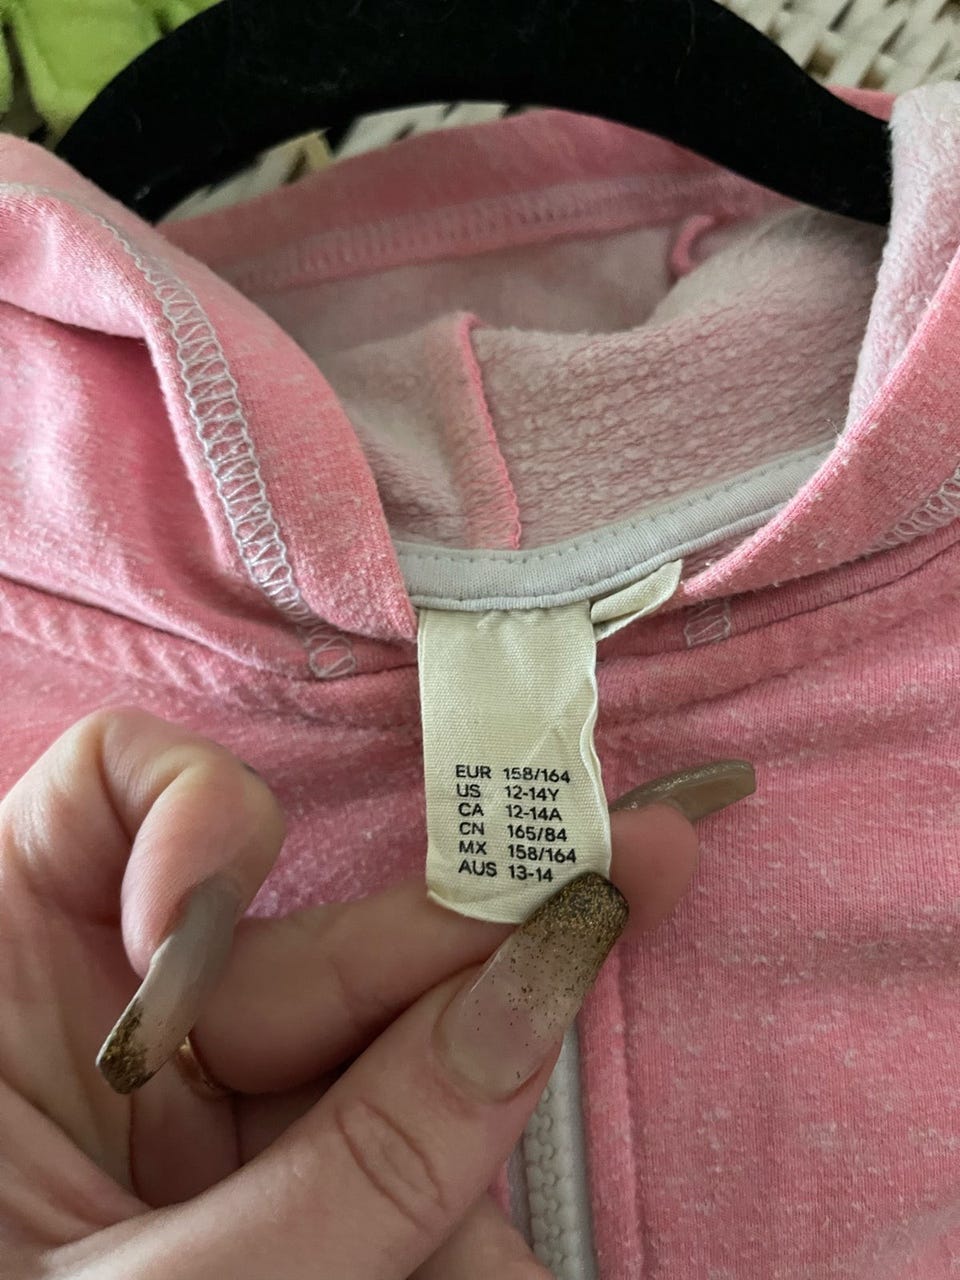 EUR 158/164
US 12-14Y
CA 12-14A
CN 165/84
MX 158/164
AUS 13-14